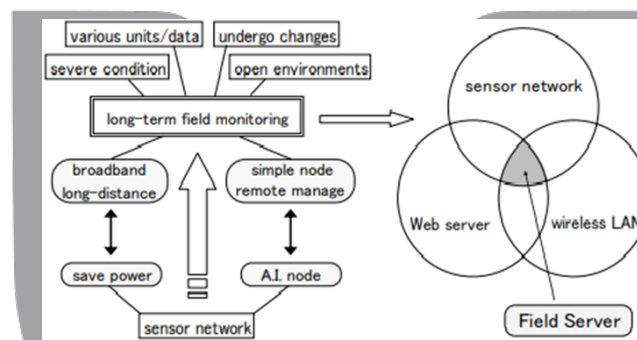 various units/data
undergo changes
severe condition
open environments
long-term field monitoring
broadband
long-distance
simple node
remote manage
save power
A.I. node
sensor network
sensor network
Web server
wireless LAN
Field Server